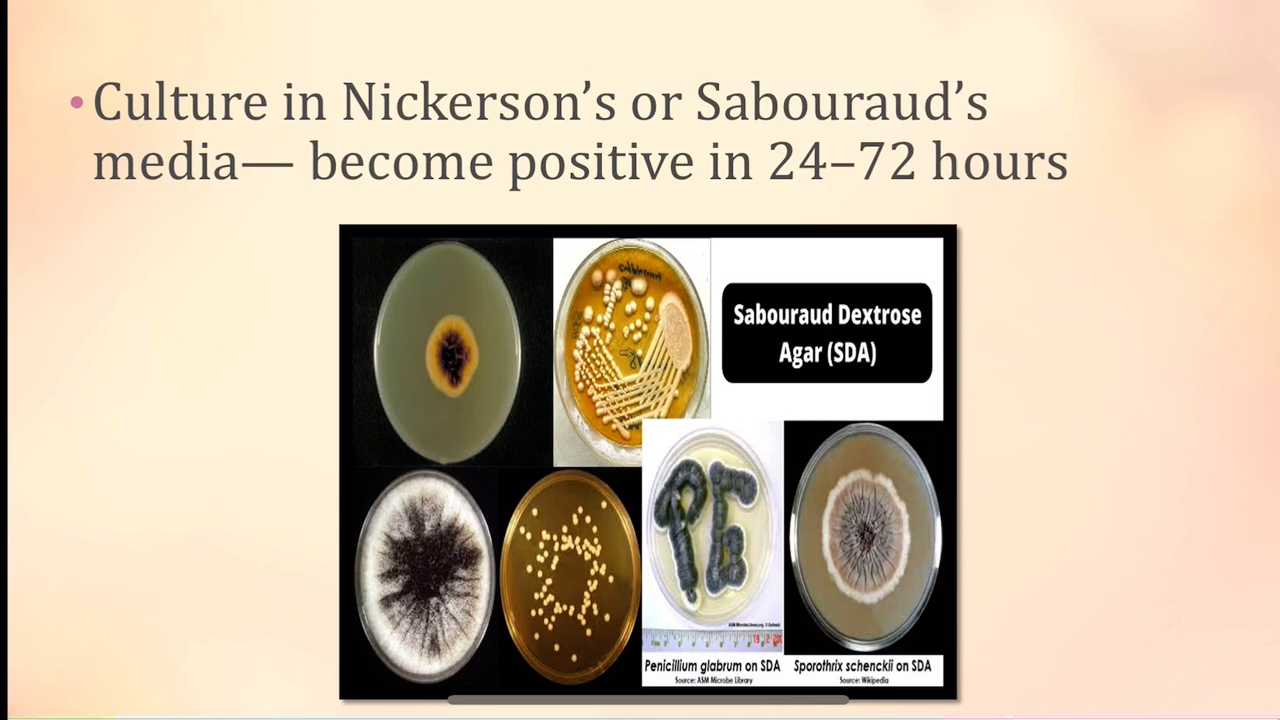 • Culture in Nickerson’s or Sabouraud’s
media— become positive in 24–72 hours
Sabouraud Dextrose
Agar (SDA)
Penicillium glabrum on SDA
Source: ASM Microbe Library
Sporothrix schenckii on SDA
Source: Wikipedia